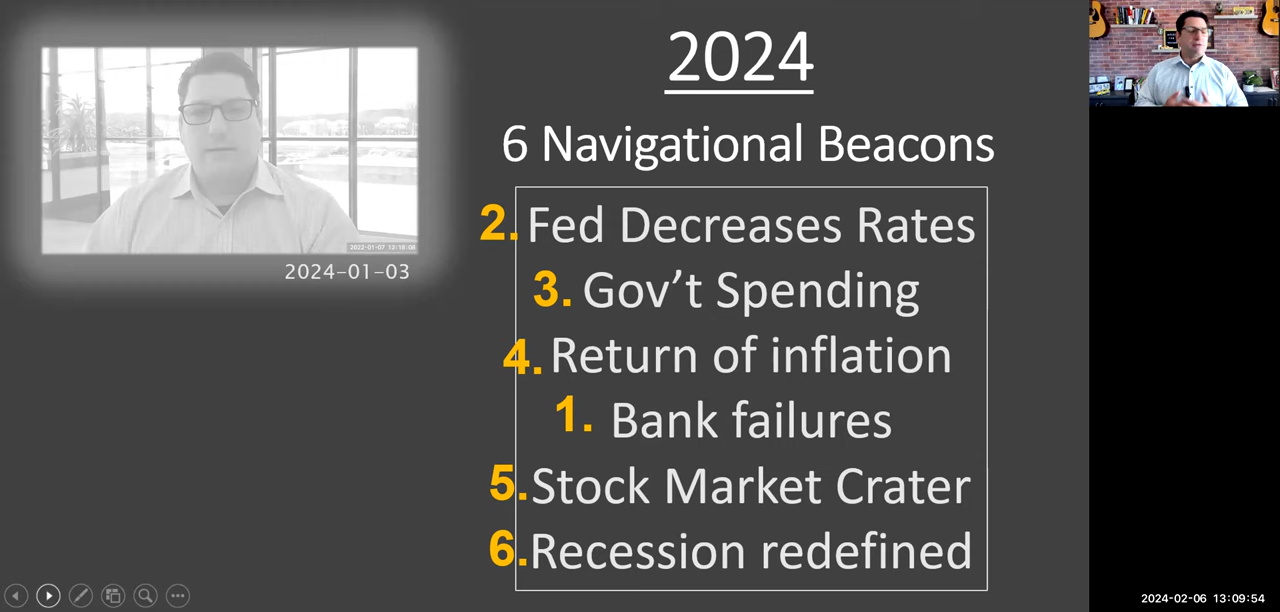 2024
6 Navigational Beacons
2. Fed Decreases Rates
3. Gov't Spending
4. Return of inflation
1. Bank failures
5. Stock Market Crater
6. Recession redefined
2022-01-07 12:18:08
2024-01-03
2024-02-06 13:09:54